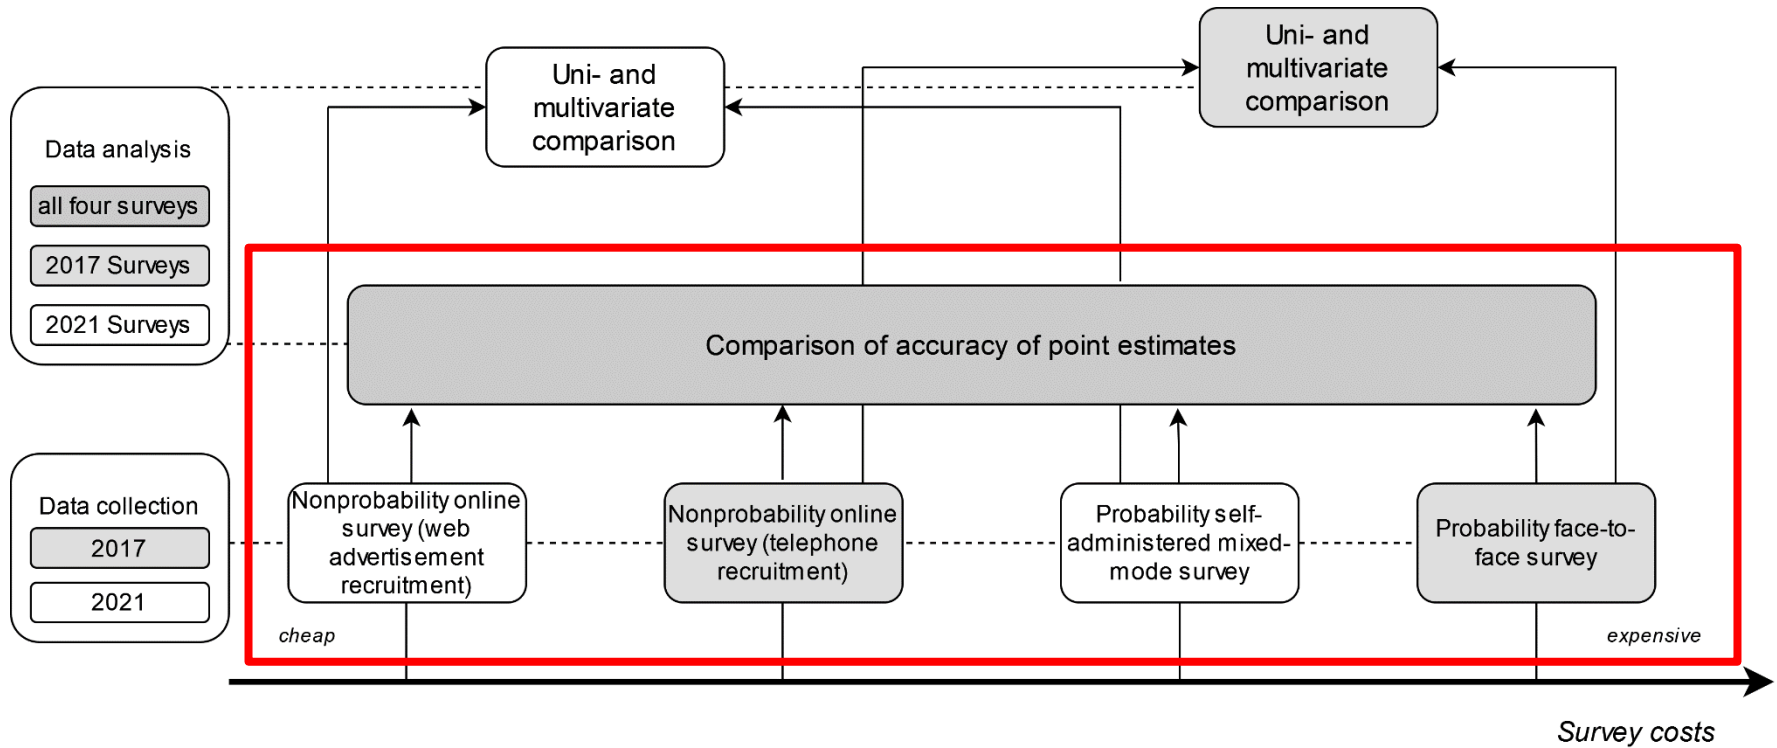 Uni- and
multivariate
comparison
Uni- and
multivariate
comparison
Data analysis
all four surveys
2017 Surveys
2021 Surveys
Comparison of accuracy of point estimates
Data collection
2017
2021
Nonprobability online
survey (web
advertisement
recruitment)
Nonprobability online
survey (telephone
recruitment)
Probability self-
administered mixed-
mode survey
Probability face-to-
face survey
cheap
expensive
Survey costs